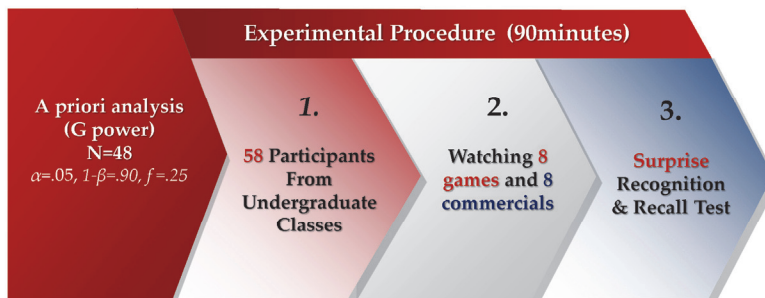 Experimental Procedure (90minutes)
A priori analysis
(G power)
N=48
α=.05, 1-β=.90, f =.25
1.
58 Participants
From
Undergraduate
Classes
2.
Watching 8
games and 8
commercials
3.
Surprise
Recognition
& Recall Test